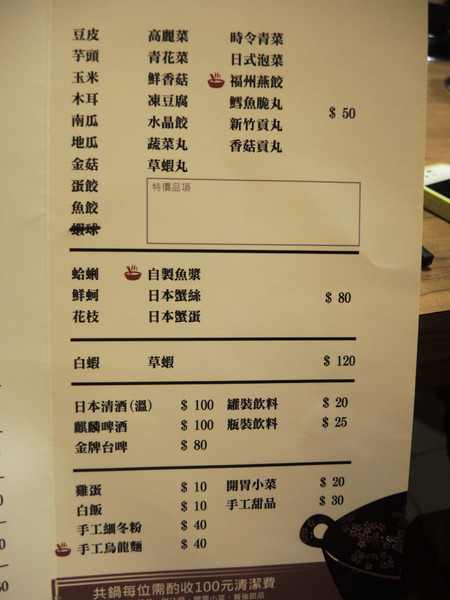 豆皮 高麗菜 時令青菜
芋頭 青花菜 日式泡菜
玉米 鮮香菇 福州燕餃
木耳 凍豆腐 鱈魚脆丸 $ 50
南瓜 水晶餃 新竹貢丸
地瓜 蔬菜丸 香菇貢丸
金菇 草蝦丸
蛋餃 特價品項
魚餃
蝦球
蛤蜊 自製魚漿
鮮蚵 日本蟹絲 $ 80
花枝 日本蟹蛋
白蝦 草蝦 $ 120
日本清酒(溫) $ 100 罐裝飲料 $ 20
麒麟啤酒 $ 100 瓶裝飲料 $ 25
金牌台啤 $ 80
雞蛋 $ 10 開胃小菜 $ 20
白飯 $ 10 手工甜品 $ 30
手工細冬粉 $ 40
手工烏龍麵 $ 40
共鍋每位需酌收100元清潔費